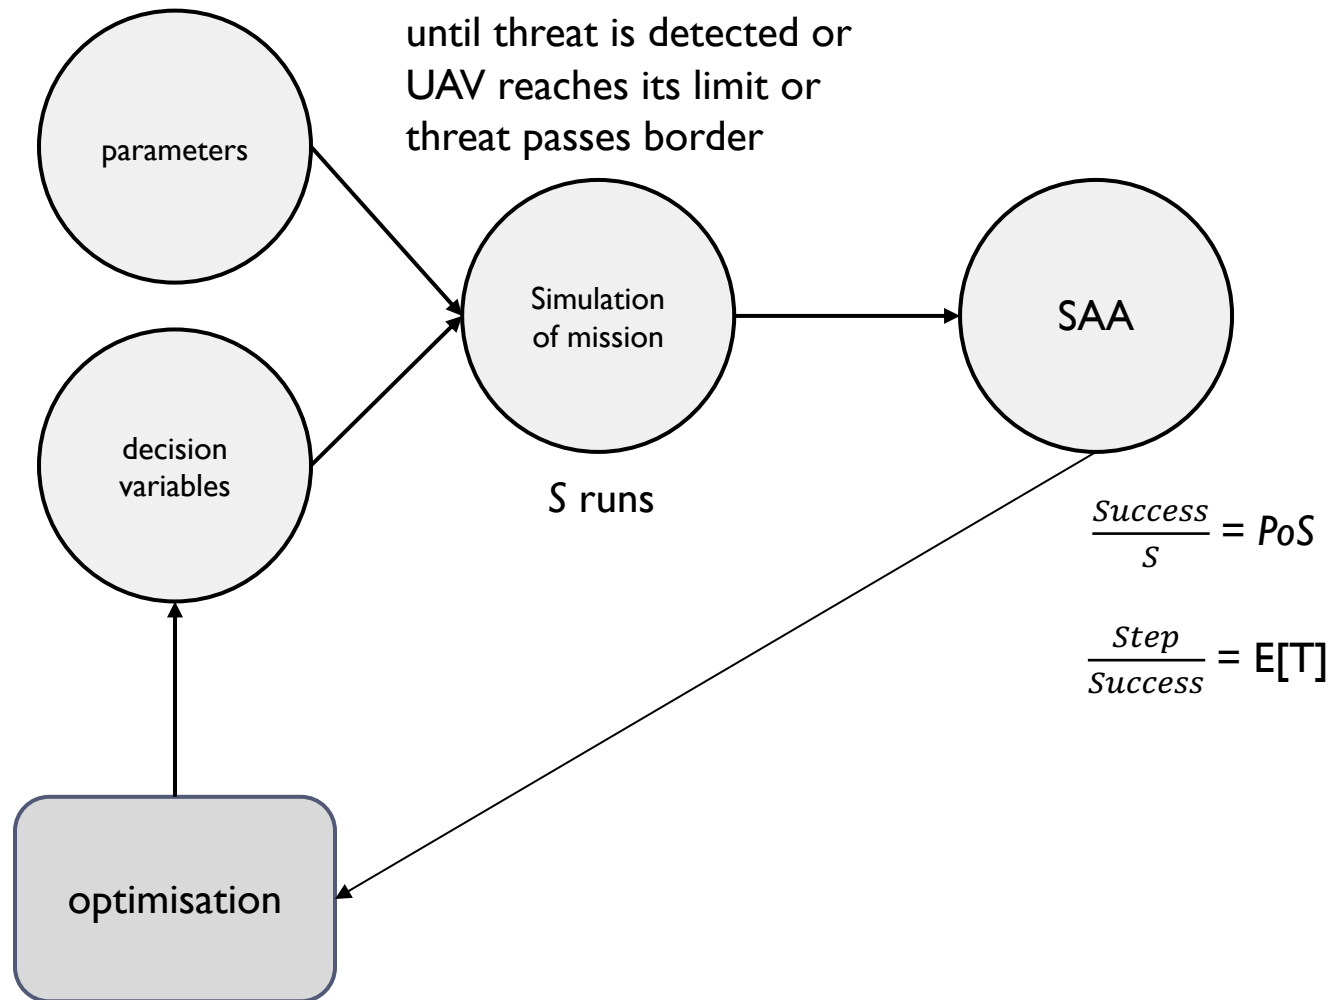 until threat is detected or
UAV reaches its limit or
threat passes border
parameters
Simulation
of mission
SAA
decision
variables
S runs
Success/S = PoS
Step/Success = E[T]
optimisation